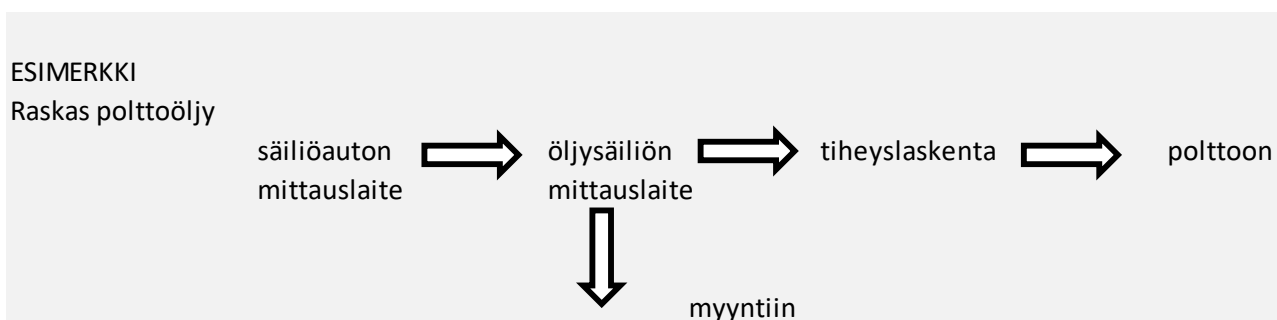 ESIMERKKI
Raskas polttoöljy
säiliöauton mittauslaite
öljysäiliön mittauslaite
tiheyslaskenta
polttoon
myyntiin